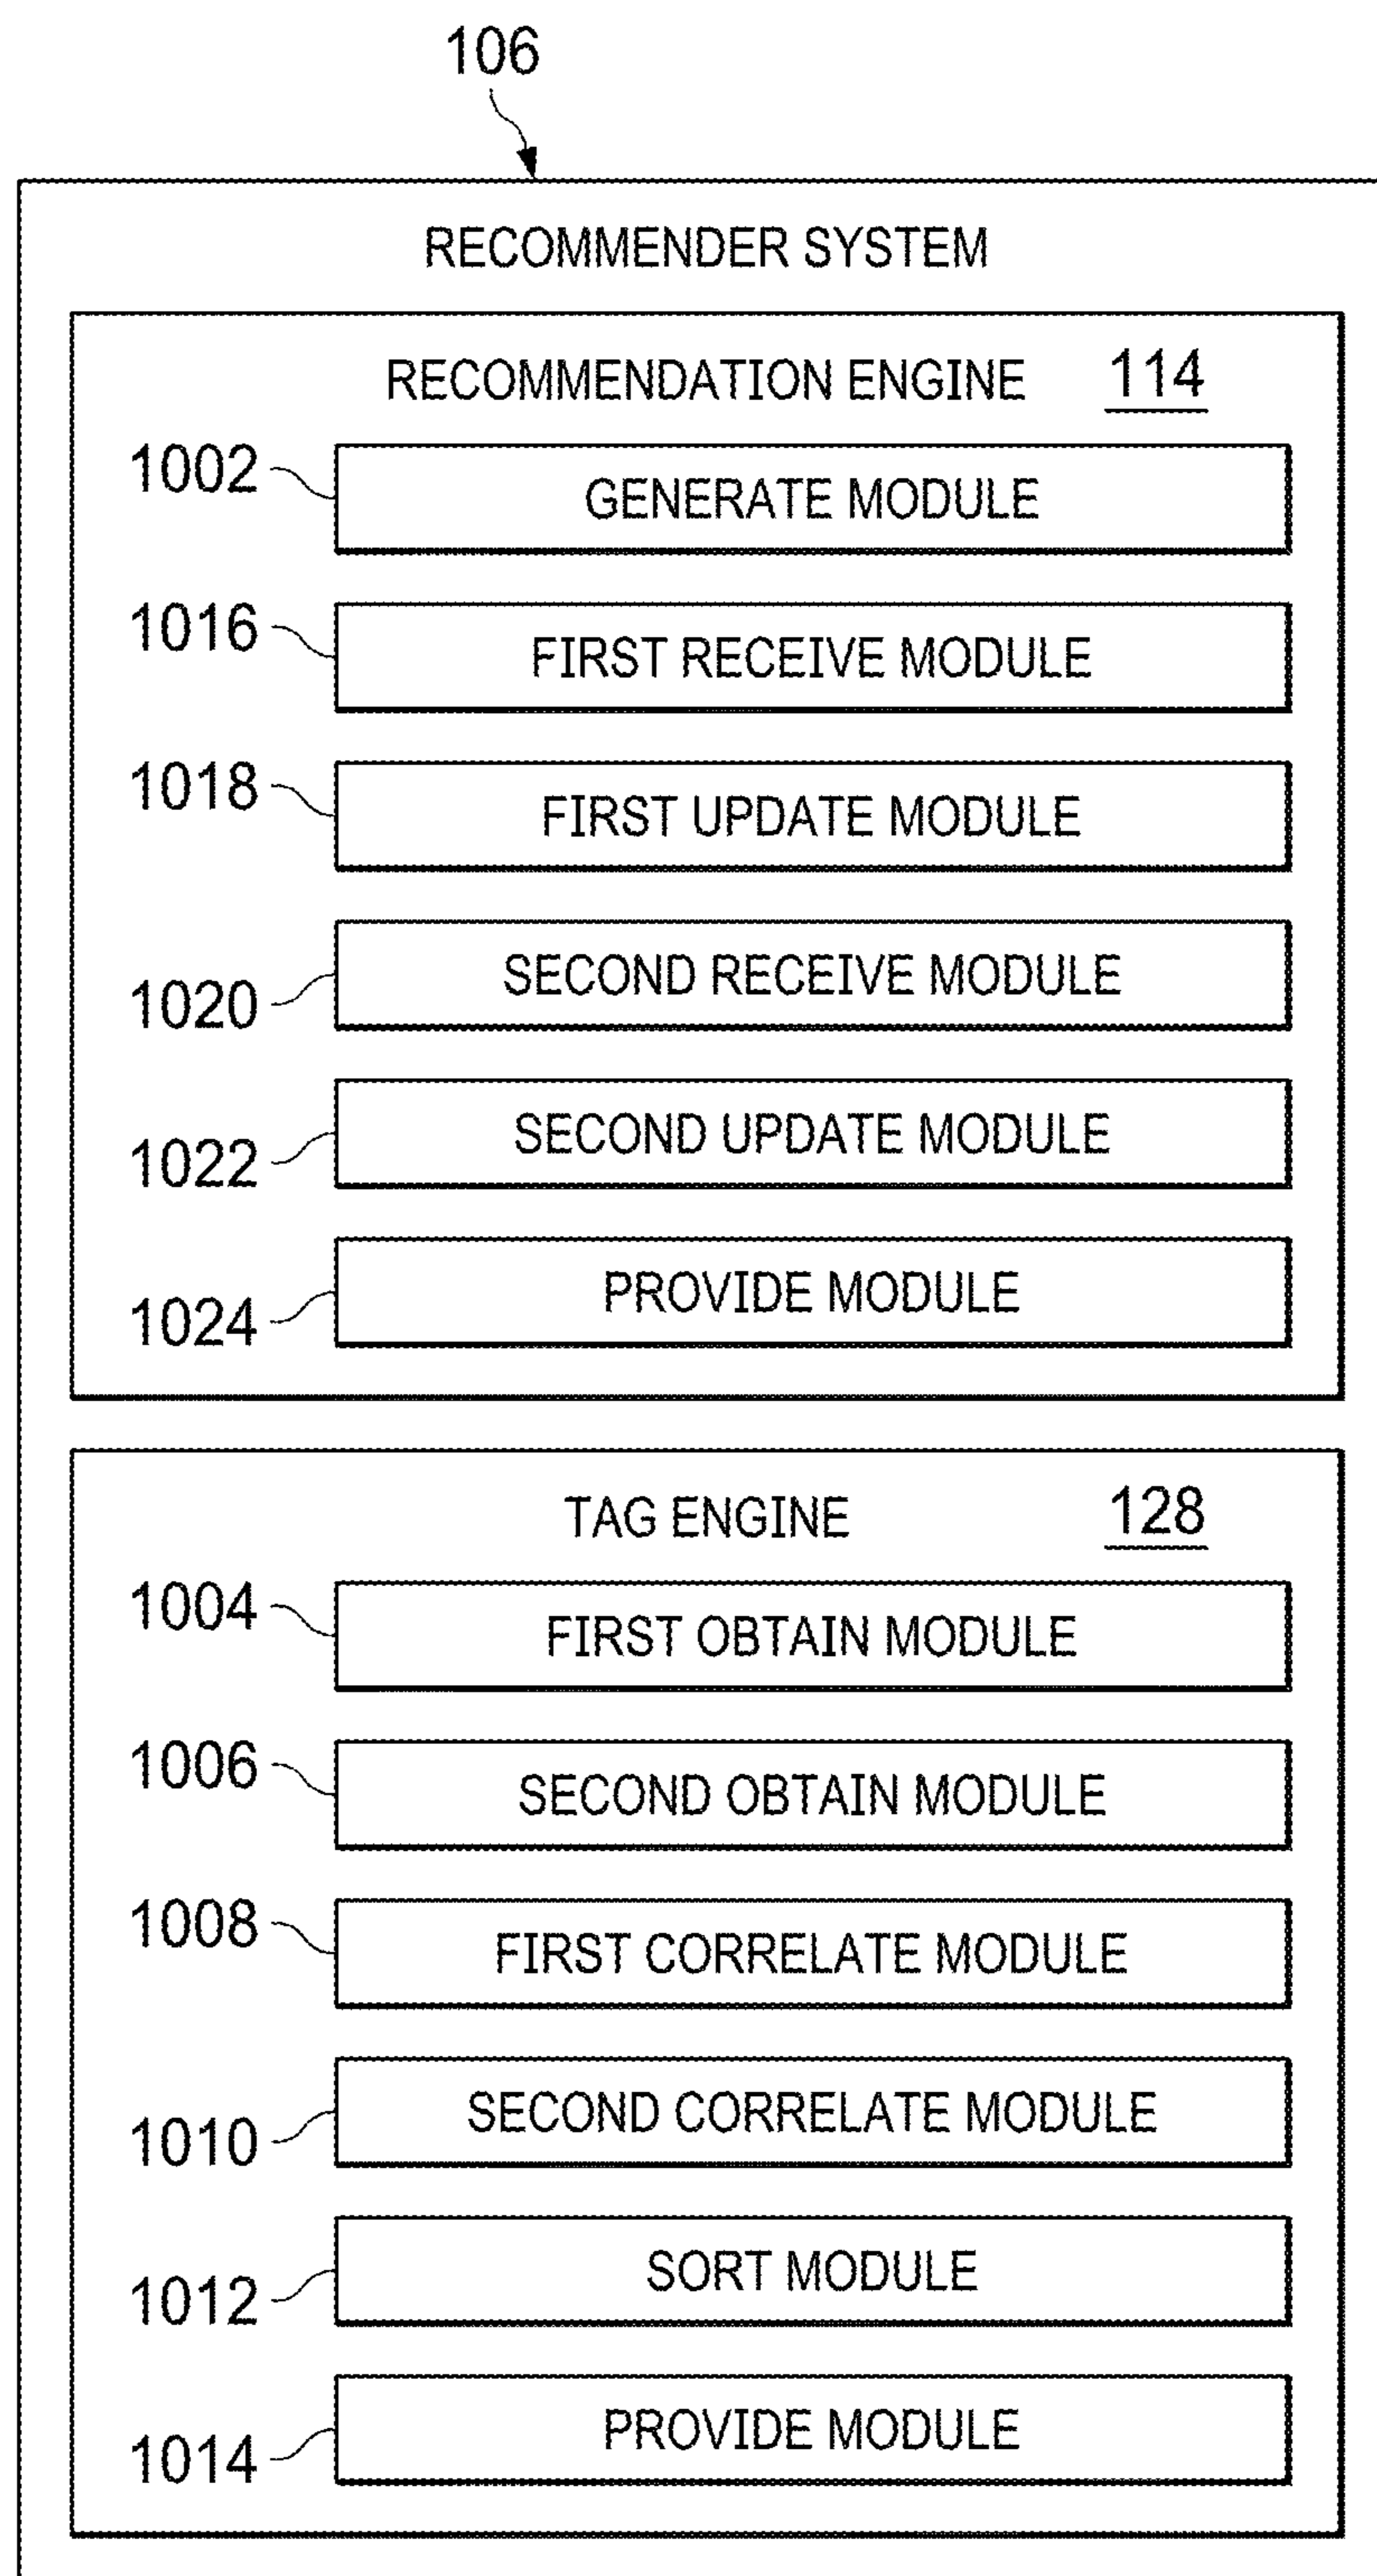 106
RECOMMENDER SYSTEM
RECOMMENDATION ENGINE 114
1002 GENERATE MODULE
1016 FIRST RECEIVE MODULE
1018 FIRST UPDATE MODULE
1020 SECOND RECEIVE MODULE
1022 SECOND UPDATE MODULE
1024 PROVIDE MODULE
TAG ENGINE 128
1004 FIRST OBTAIN MODULE
1006 SECOND OBTAIN MODULE
1008 FIRST CORRELATE MODULE
1010 SECOND CORRELATE MODULE
1012 SORT MODULE
1014 PROVIDE MODULE